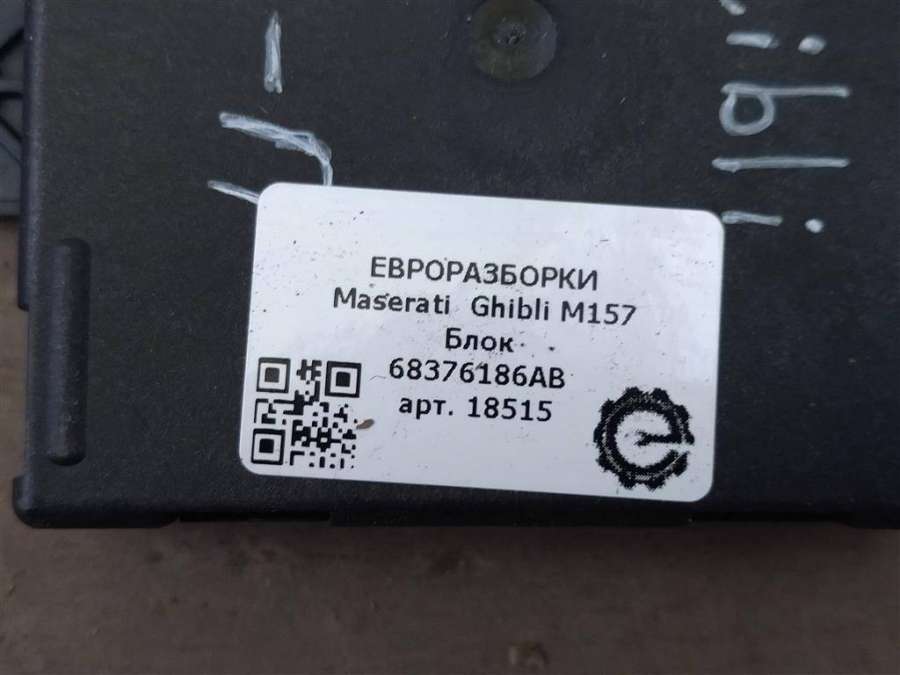 ЕВРОРАЗБОРКИ
Maserati Ghibli M157
Блок
68376186AB
арт. 18515